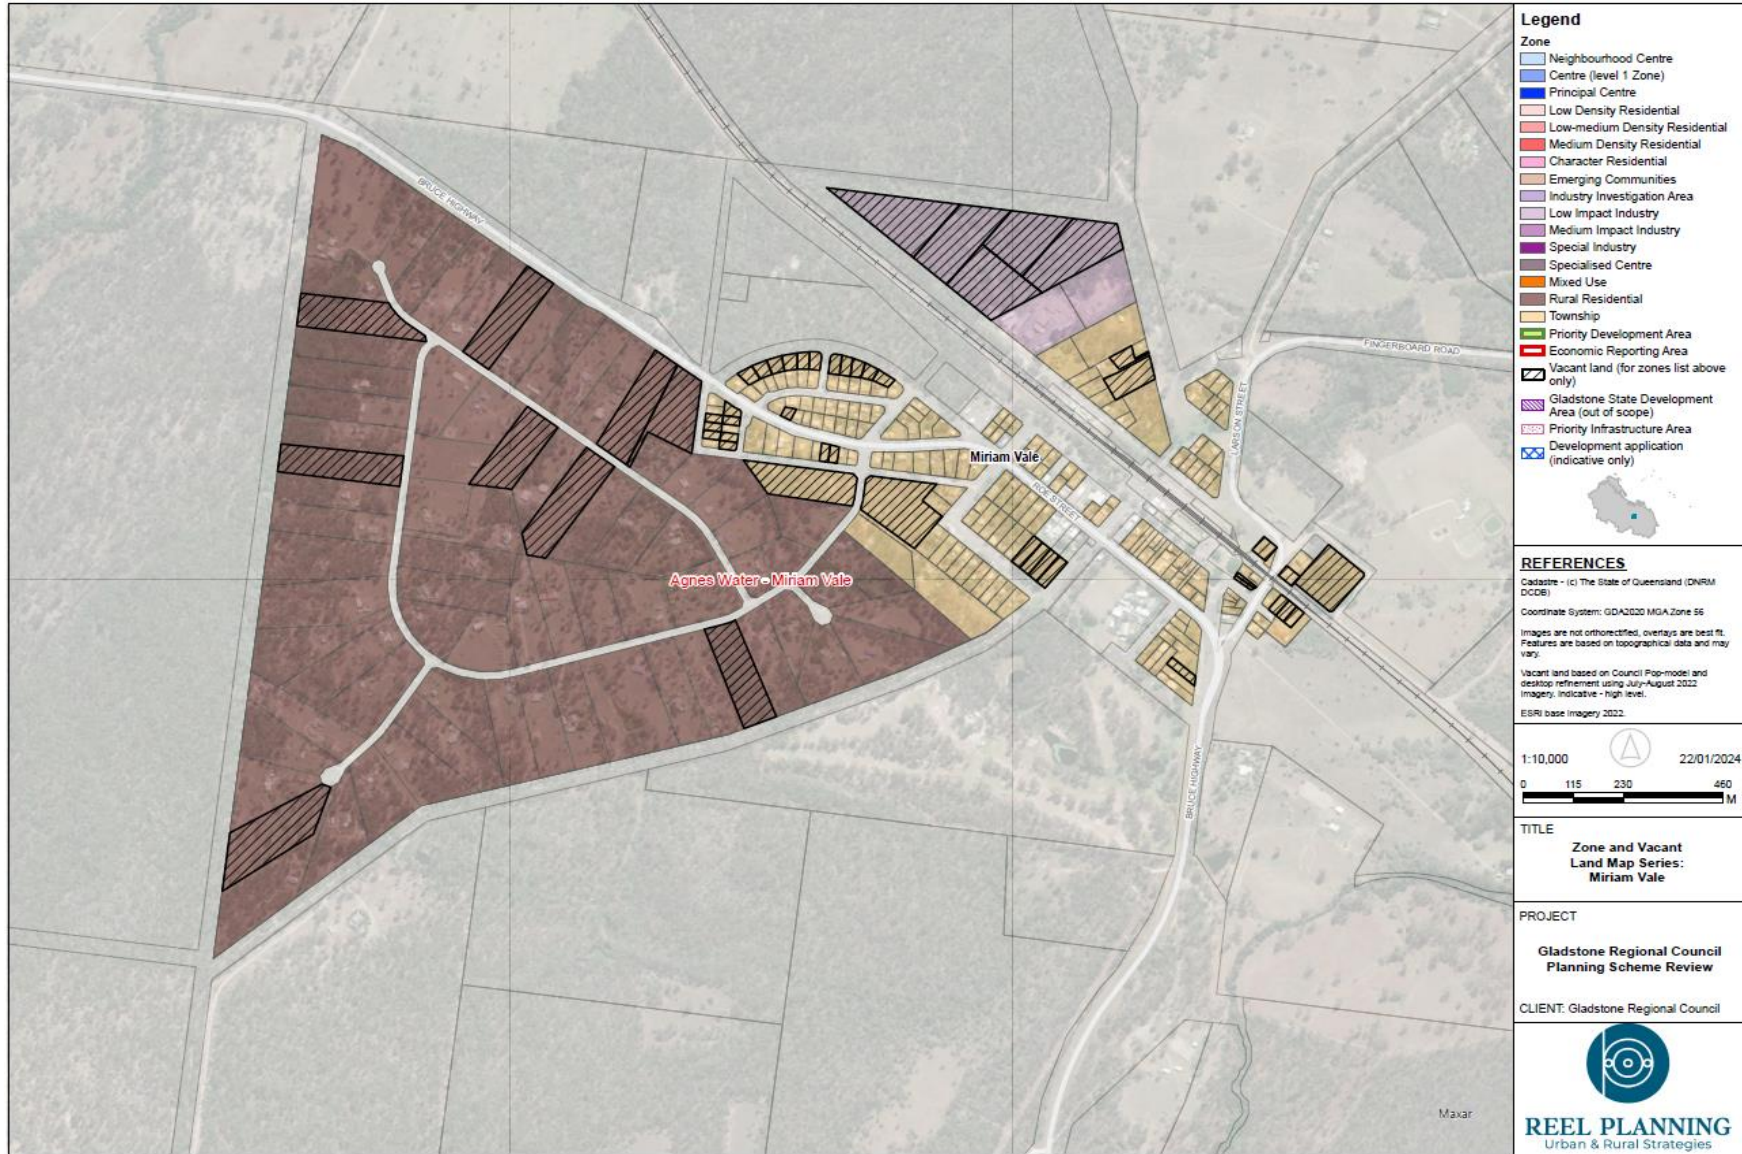 BRUCE HIGHWAY
FINGERBOARD ROAD
LARSON STREET
Miriam Vale
ROE STREET
Agnes Water - Miriam Vale
BRUCE HIGHWAY
Maxar
Legend
Zone
Neighbourhood Centre
Centre (level 1 Zone)
Principal Centre
Low Density Residential
Low-medium Density Residential
Medium Density Residential
Character Residential
Emerging Communities
Industry Investigation Area
Low Impact Industry
Medium Impact Industry
Special Industry
Specialised Centre
Mixed Use
Rural Residential
Township
Priority Development Area
Economic Reporting Area
Vacant land (for zones list above
only)
Gladstone State Development
Area (out of scope)
Priority Infrastructure Area
Development application
(indicative only)
REFERENCES
Cadastre - (c) The State of Queensland (DNRM
DCDB)
Coordinate System: GDA2020 MGA Zone 56
Images are not orthorectified, overlays are best fit.
Features are based on topographical data and may
vary.
Vacant land based on Council Pop-model and
desktop refinement using July-August 2022
imagery. Indicative - high level.
ESRI base imagery 2022.
1:10,000 22/01/2024
0 115 230 460
M
TITLE
Zone and Vacant
Land Map Series:
Miriam Vale
PROJECT
Gladstone Regional Council
Planning Scheme Review
CLIENT: Gladstone Regional Council
REEL PLANNING
Urban & Rural Strategies